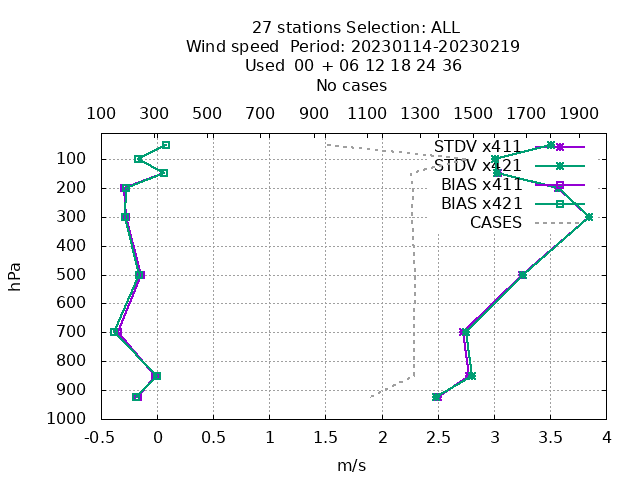 27 stations Selection: ALL
Wind speed  Period: 20230114-20230219
Used  00 + 06 12 18 24 36
No cases
100 300 500 700 900 1100 1300 1500 1700 1900
STDV x411
STDV x421
BIAS x411
BIAS x421
CASES
100
200
300
400
500
600
700
800
900
1000
hPa
-0.5 0 0.5 1 1.5 2 2.5 3 3.5 4
m/s